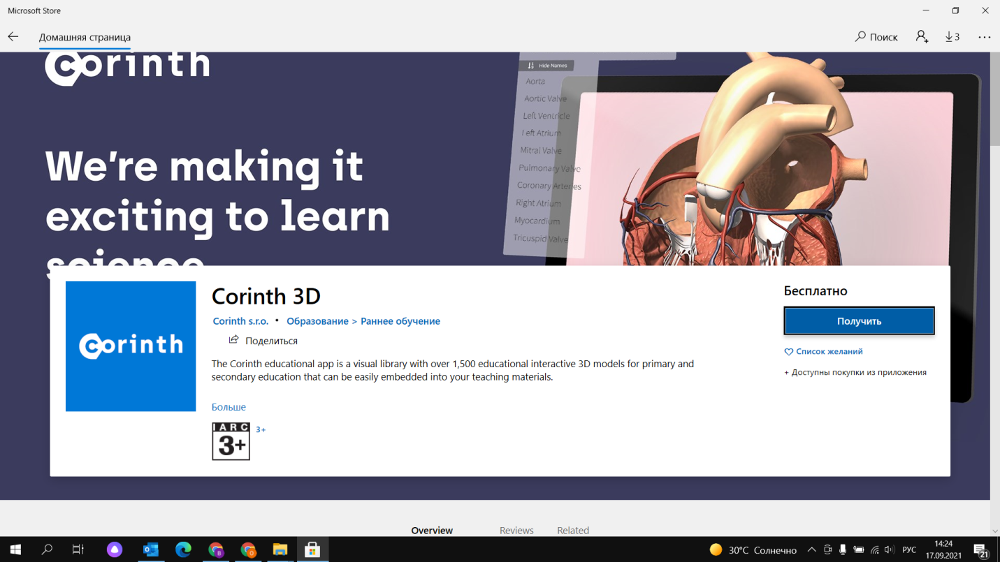 Microsoft Store
Домашняя страница
Поиск
3
corinth
We're making it
exciting to learn
science
Hide Names
Aorta
Aortic Valve
Left Ventricle
Left Atrium
Mitral Valve
Pulmonary Valve
Coronary Arteries
Right Atrium
Myocardium
Tricuspid Valve
corinth
Corinth 3D
Corinth s.r.o. • Образование > Раннее обучение
Поделиться
The Corinth educational app is a visual library with over 1,500 educational interactive 3D models for primary and
secondary education that can be easily embedded into your teaching materials.
Больше
IARC
3+
3+
Бесплатно
Получить
Список желаний
+ Доступны покупки из приложения
Overview Reviews Related
B
O
30°C Солнечно
РУС
14:24
17.09.2021
21